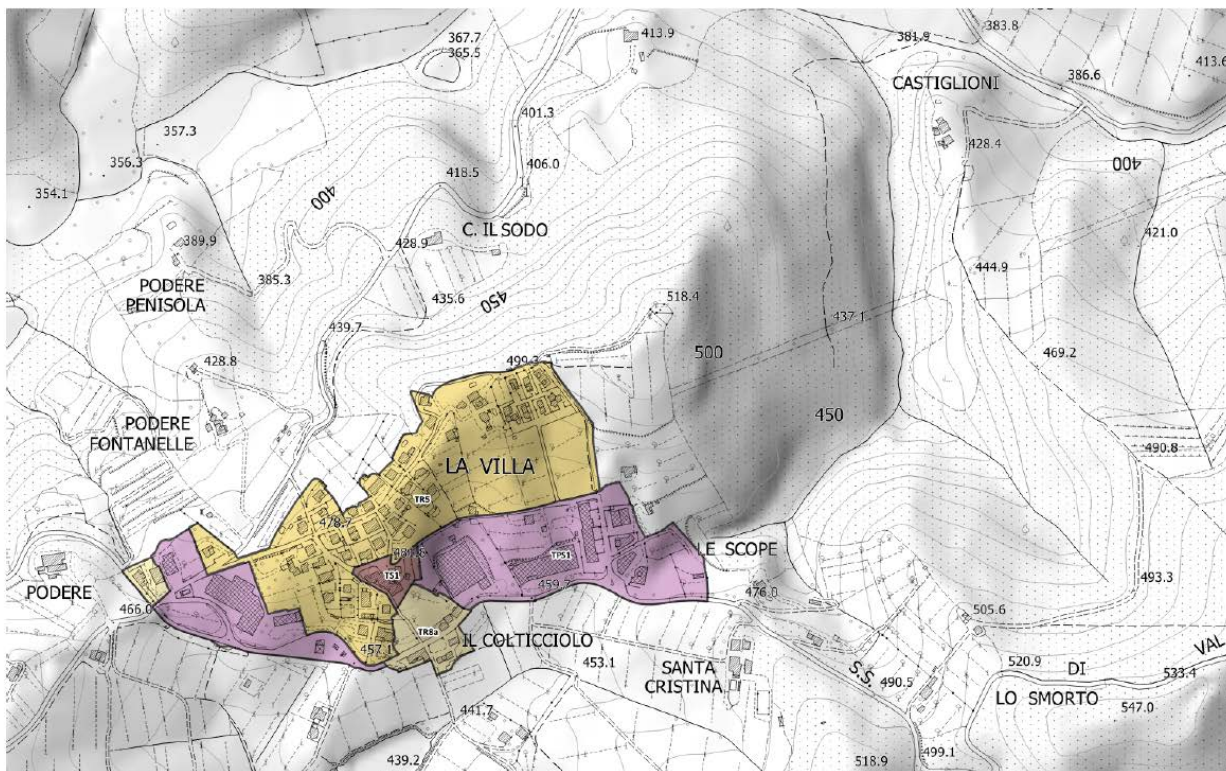 367.7
365.5
413.9
381.9
383.8
386.6
413.6
CASTIGLIONI
401.3
357.3
356.3
406.0
428.4
400
418.5
354.1
400
C. IL SODO
421.0
389.9
428.9
385.3
444.9
PODERE
PENISOLA
435.6
450
518.4
437.1
439.7
500
469.2
499.3
428.8
450
PODERE
FONTANELLE
490.8
LA VILLA
TR5
478.7
LE SCOPE
TPS1
TS1
459.7
493.3
PODERE
466.0
476.0
505.6
TR8a
IL COLTICCIOLO
457.1
453.1
SANTA
CRISTINA
S.S.
490.5
520.9
DI
VAL
533.4
LO SMORTO
547.0
441.7
439.2
499.1
518.9